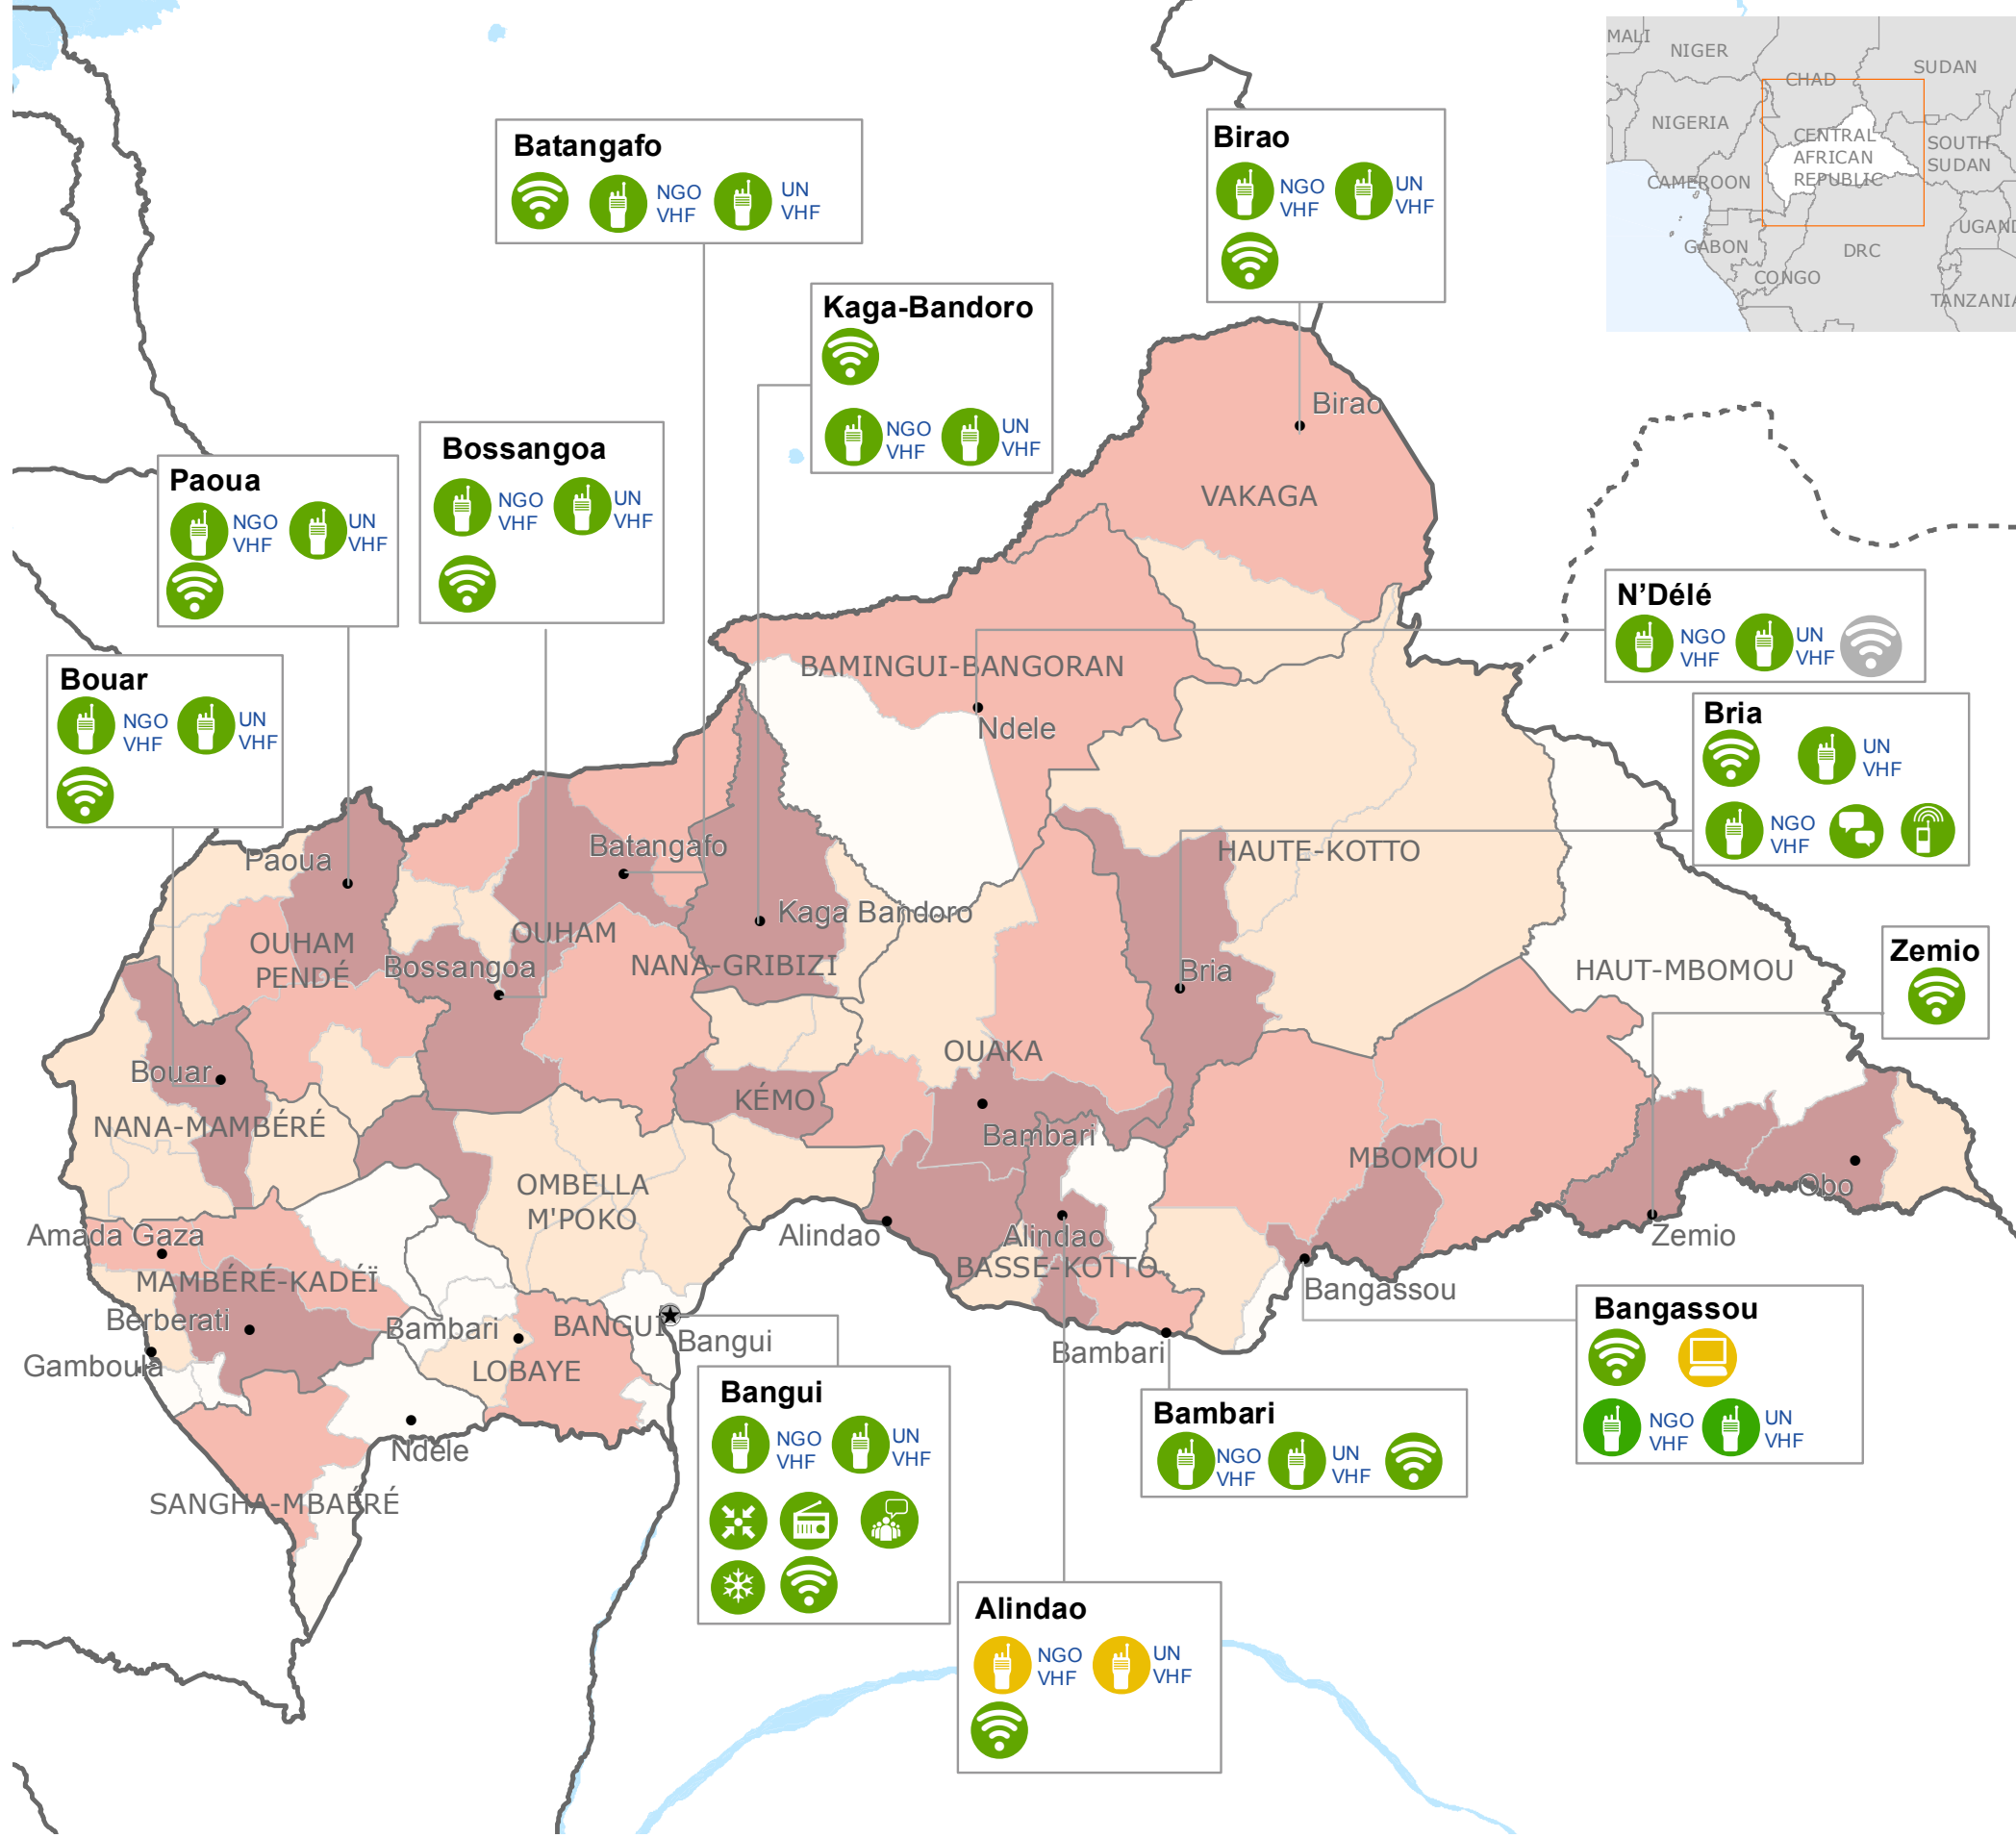 MALI
NIGER
CHAD
SUDAN
NIGERIA
CENTRAL
AFRICAN
REPUBLIC
SOUTH
SUDAN
CAMEROON
UGAND
GABON
DRC
CONGO
TANZANIA
Batangafo
NGO
VHF
UN
VHF
Birao
NGO
VHF
UN
VHF
Kaga-Bandoro
NGO
VHF
UN
VHF
Bossangoa
NGO
VHF
UN
VHF
Paoua
NGO
VHF
UN
VHF
Bouar
NGO
VHF
UN
VHF
N'Délé
NGO
VHF
UN
VHF
Bria
UN
VHF
NGO
VHF
Zemio
Bangassou
NGO
VHF
UN
VHF
Bambari
NGO
VHF
UN
VHF
Bangui
NGO
VHF
UN
VHF
Alindao
NGO
VHF
UN
VHF
Birao
VAKAGA
BAMINGUI-BANGORAN
Ndele
Batangafo
HAUTE-KOTTO
Paoua
Kaga Bandoro
OUHAM
PENDÉ
OUHAM
Bossangoa
NANA-GRIBIZI
Bria
HAUT-MBOMOU
Bouar
OUAKA
KÉMO
NANA-MAMBÉRÉ
Bambari
MBOMOU
OMBELLA
M'POKO
Obo
Amada Gaza
Alindao
Alindao
Zemio
MAMBÉRÉ-KADÉÏ
BASSE-KOTTO
Bangassou
Berberati
Bambari
BANGUI
Bangui
Gamboula
LOBAYE
Bambari
Ndele
SANGHA-MBAÉRÉ